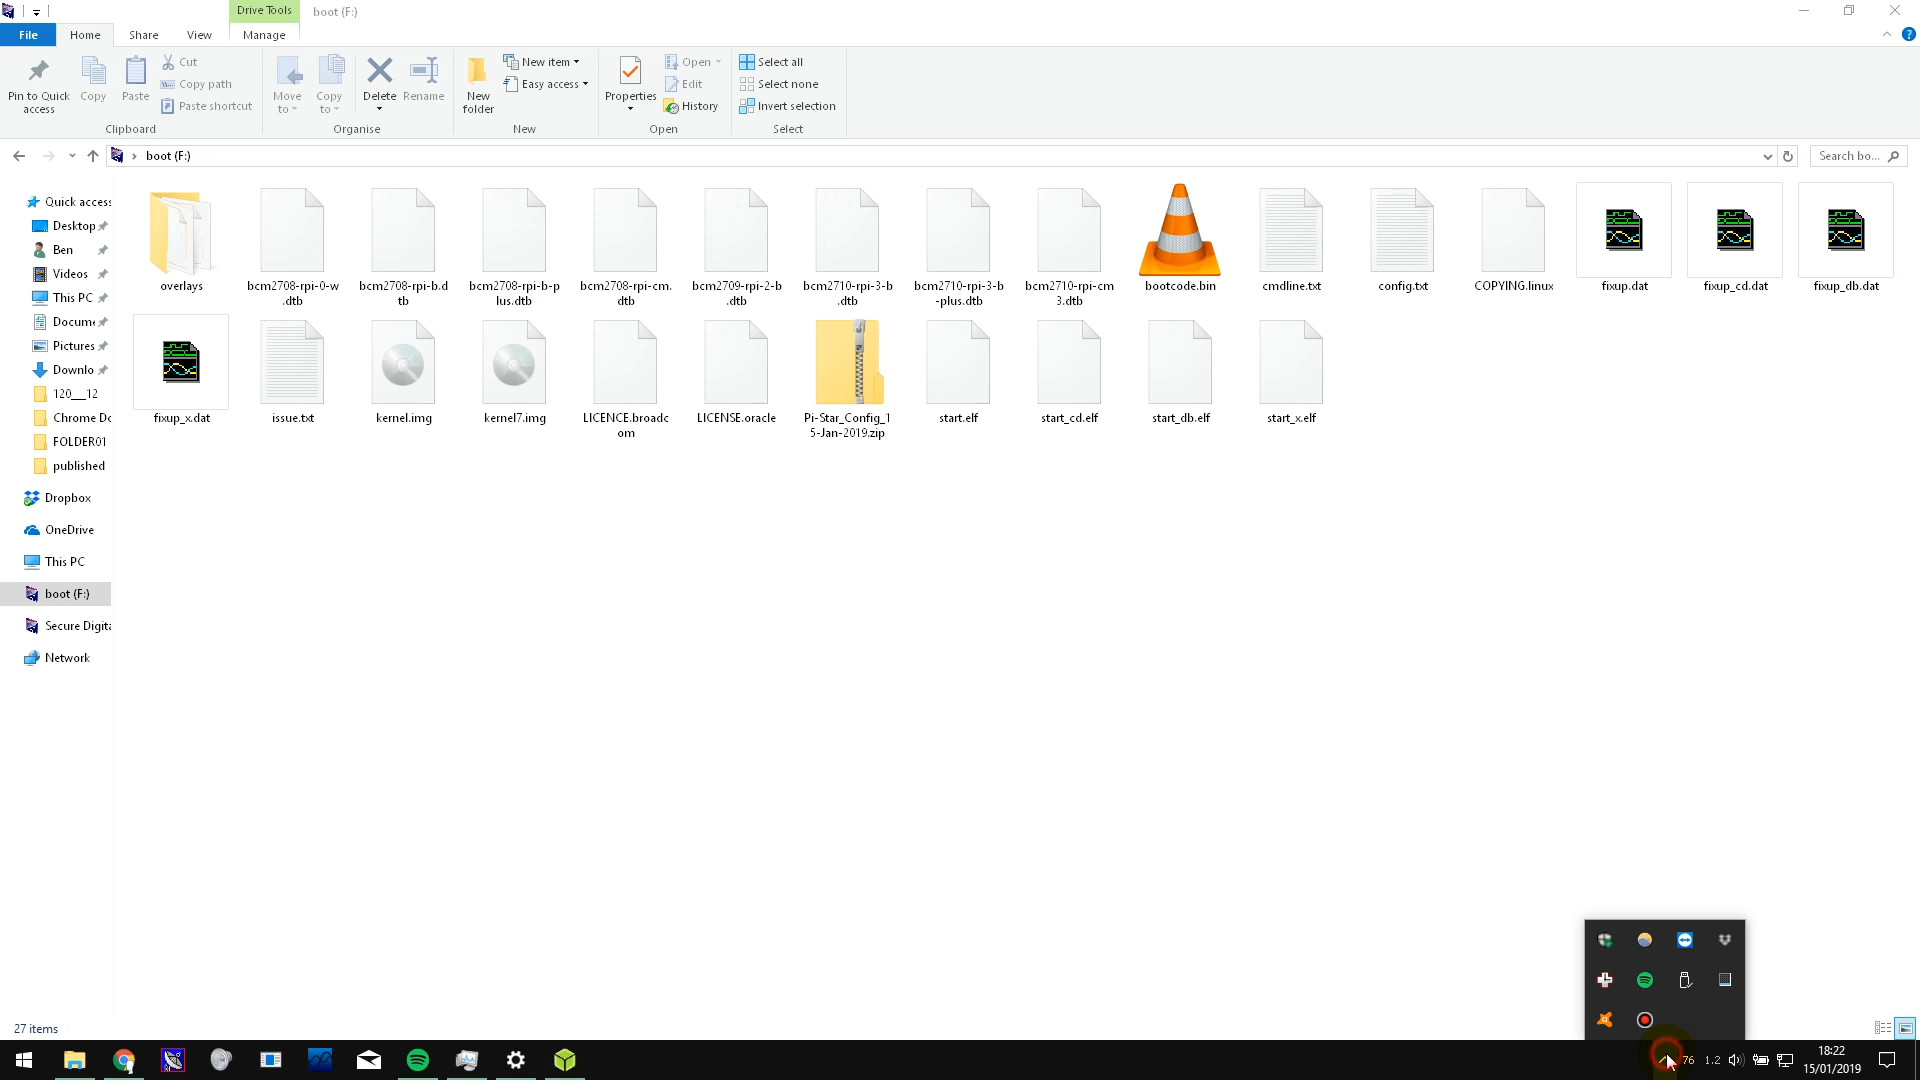 Drive Tools
boot (F:)
File
Home
Share
View
Manage
Pin to Quick
access
Copy
Paste
Cut
Copy path
Paste shortcut
Clipboard
Move
to
Copy
to
Delete
Rename
Organise
New
folder
New item
Easy access
New
Properties
Open
Edit
History
Open
Select all
Select none
Invert selection
Select
boot (F:)
Search bo...
Quick access
Desktop
Ben
Videos
This PC
Docume
Pictures
Downlo
120___12
Chrome Do
FOLDER01
published
Dropbox
OneDrive
This PC
boot (F:)
Secure Digita
Network
overlays
bcm2708-rpi-0-w
.dtb
bcm2708-rpi-b.d
tb
bcm2708-rpi-b-p
lus.dtb
bcm2708-rpi-cm.
dtb
bcm2709-rpi-2-b
.dtb
bcm2710-rpi-3-b
.dtb
bcm2710-rpi-3-b
-plus.dtb
bcm2710-rpi-cm
3.dtb
bootcode.bin
cmdline.txt
config.txt
COPYING.linux
fixup.dat
fixup_cd.dat
fixup_db.dat
fixup_x.dat
issue.txt
kernel.img
kernel7.img
LICENCE.broadc
om
LICENSE.oracle
Pi-Star_Config_1
5-Jan-2019.zip
start.elf
start_cd.elf
start_db.elf
start_x.elf
27 items
76
1.2
18:22
15/01/2019